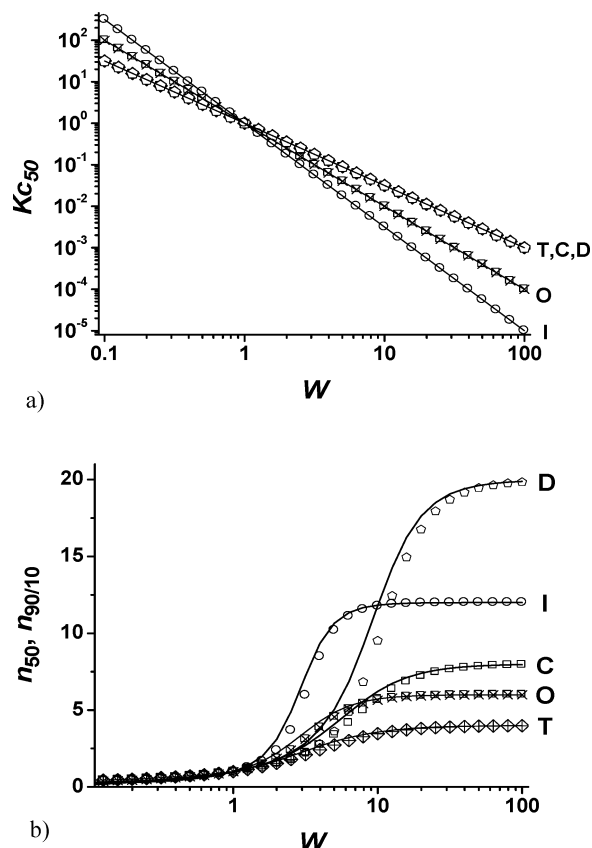 10²
10¹
10⁰
10⁻¹
10⁻²
10⁻³
10⁻⁴
10⁻⁵
Kc₅₀
T,C,D
O
I
0.1 1 10 100
W
a)
20
15
10
5
0
n₅₀, n₉₀/₁₀
D
I
C
O
T
1 10 100
W
b)